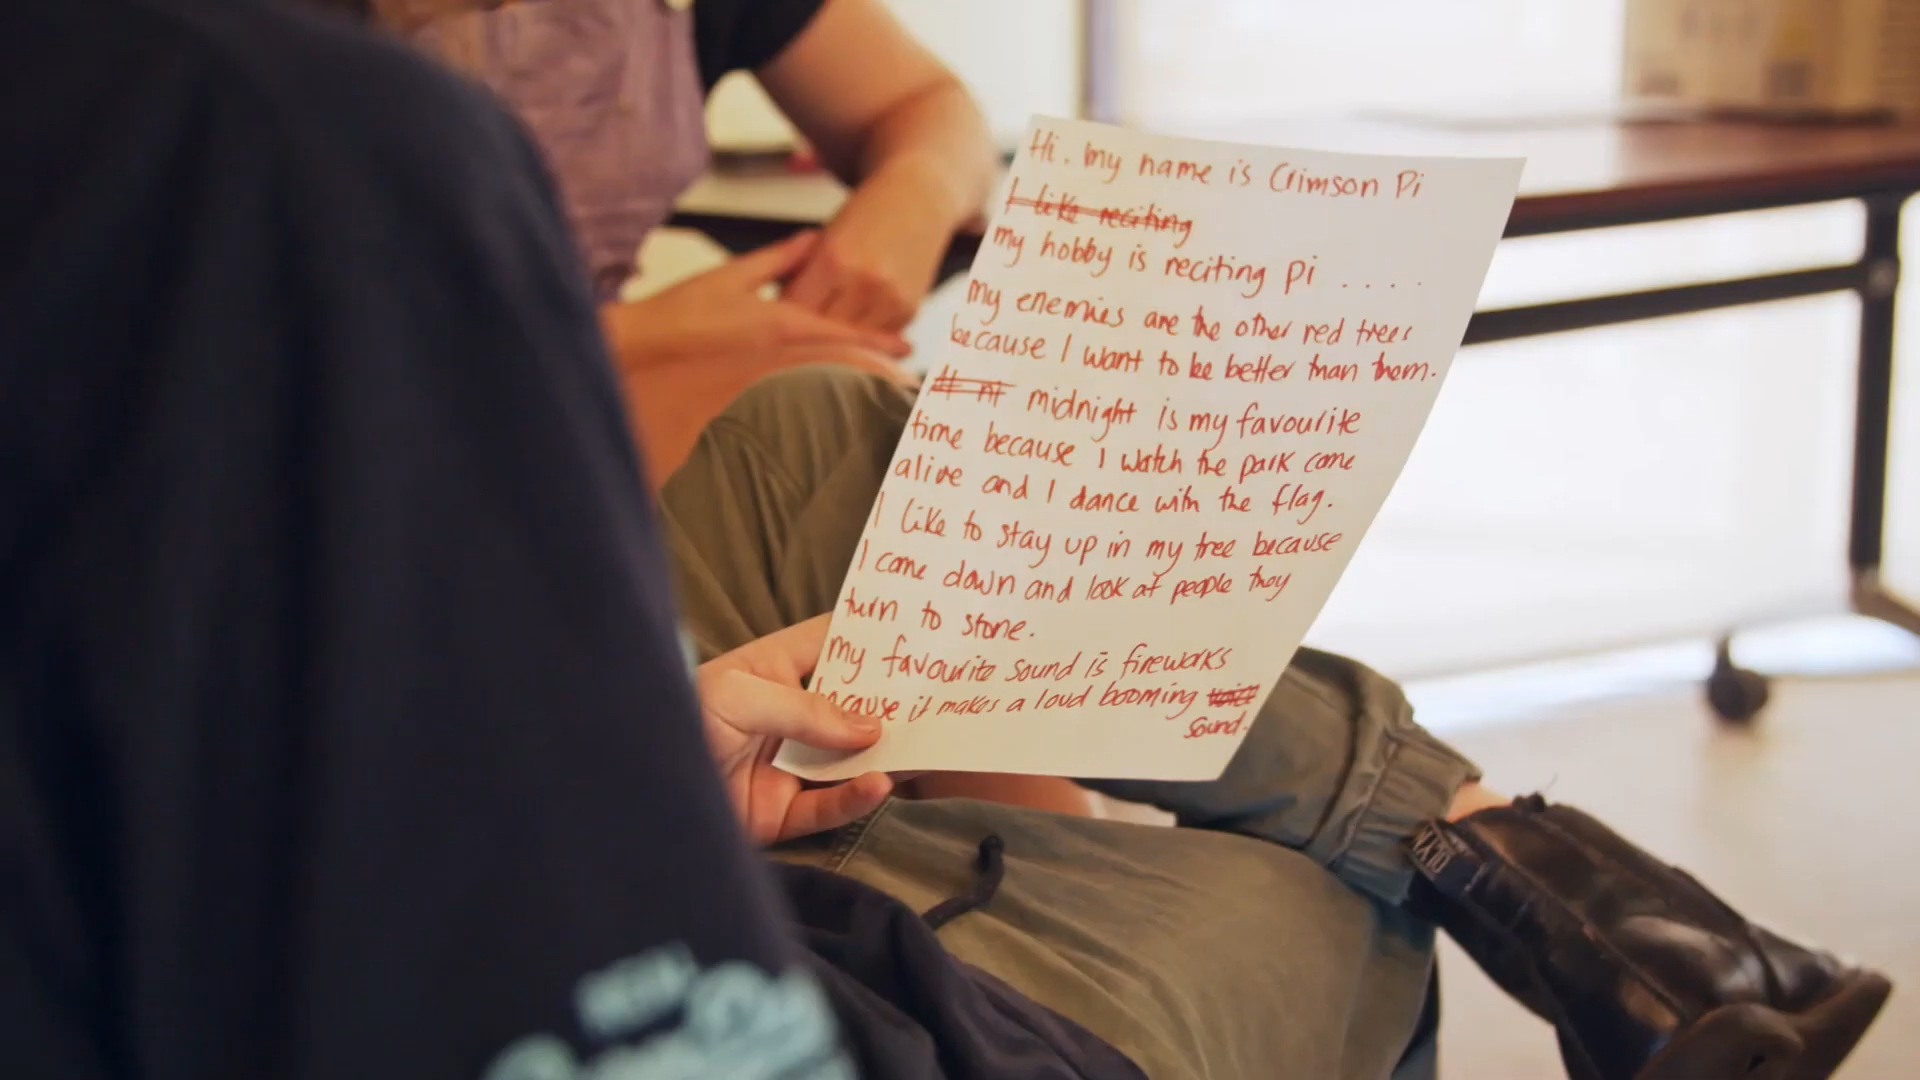 Hi. my name is Crimson Pi
I like reciting
my hobby is reciting pi ....
my enemies are the other red trees
because I want to be better than them.
midnight is my favourite
time because I watch the park come
alive and I dance with the flag.
I like to stay up in my tree because
I come down and look at people they
turn to stone.
my favourite sound is fireworks
because it makes a loud booming
sound.